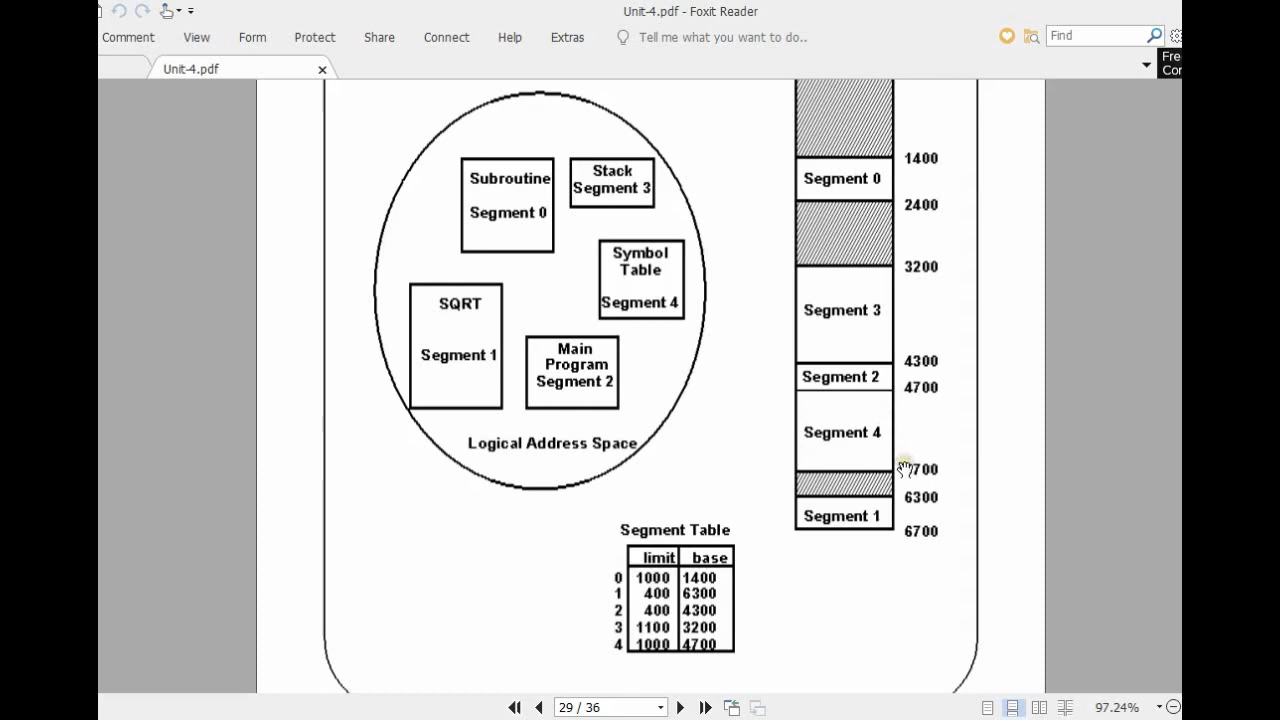 Unit-4.pdf - Foxit Reader
Comment View Form Protect Share Connect Help Extras Tell me what you want to do.. Find
Fre
Cor
Unit-4.pdf
Subroutine
Segment 0
Stack
Segment 3
Symbol
Table
Segment 4
SQRT
Segment 1
Main
Program
Segment 2
Logical Address Space
1400
Segment 0
2400
3200
Segment 3
4300
Segment 2
4700
Segment 4
700
6300
Segment 1
6700
Segment Table
limit base
0 1000 1400
1 400 6300
2 400 4300
3 1100 3200
4 1000 4700
29 / 36
97.24%